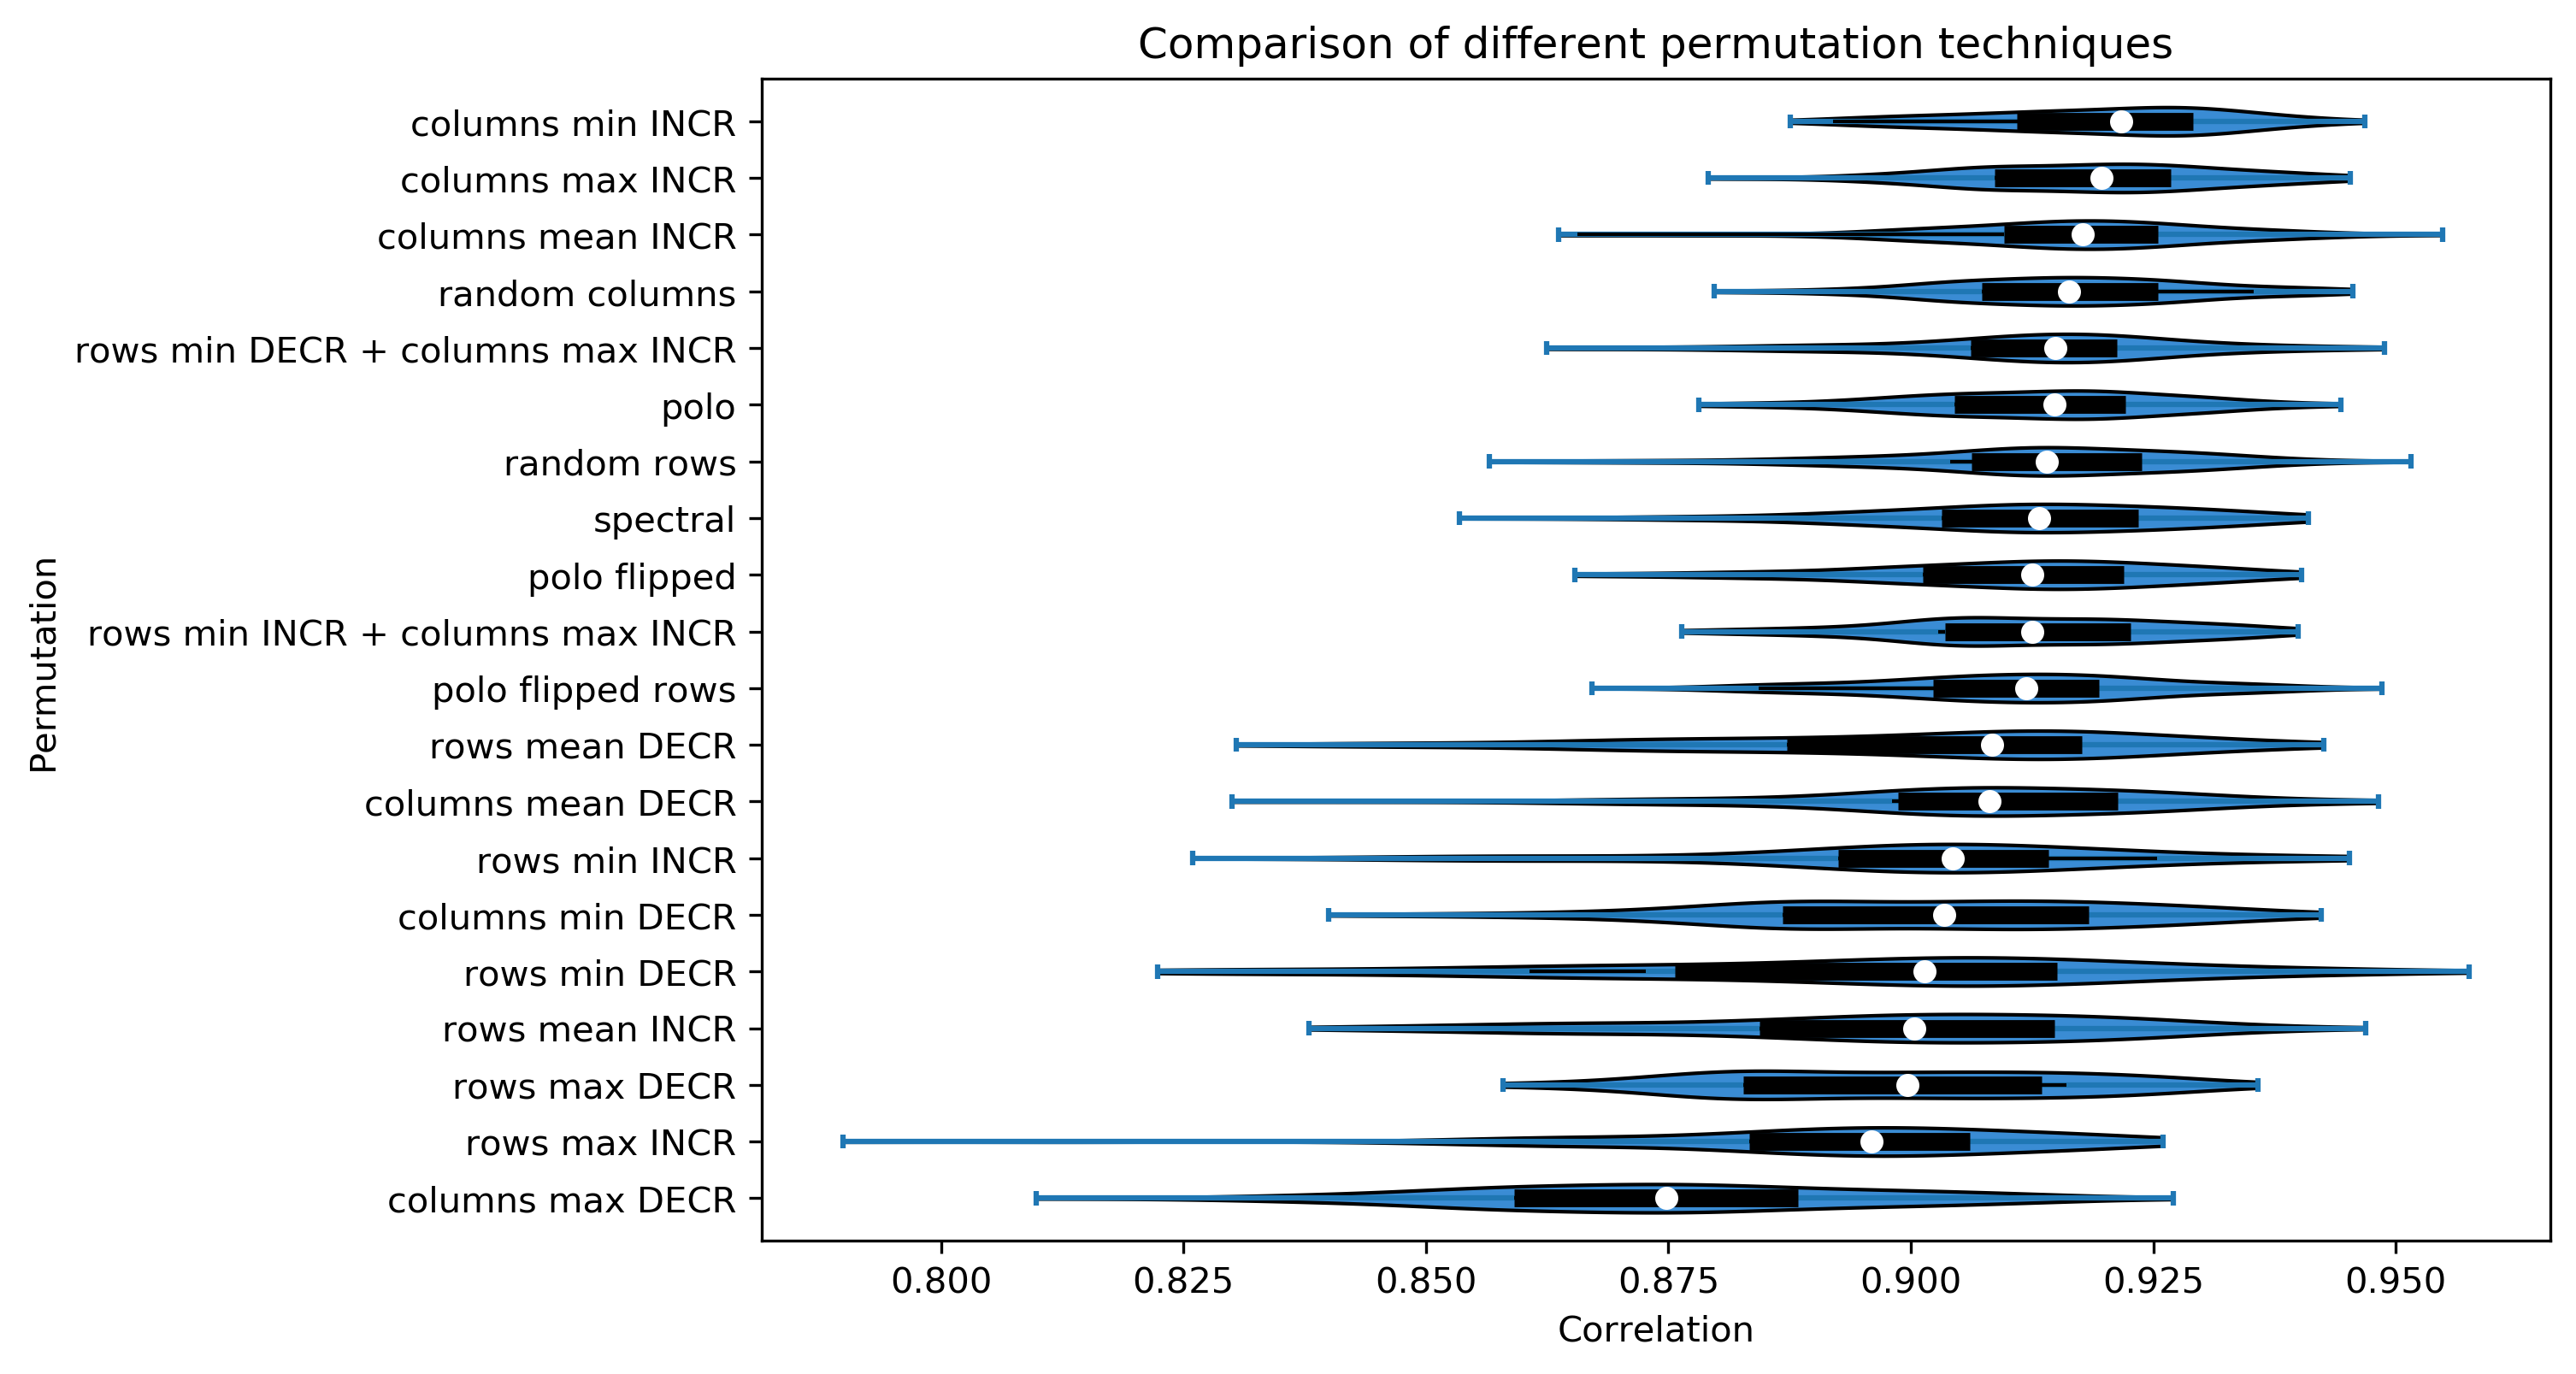 Comparison of different permutation techniques
Permutation
columns min INCR
columns max INCR
columns mean INCR
random columns
rows min DECR + columns max INCR
polo
random rows
spectral
polo flipped
rows min INCR + columns max INCR
polo flipped rows
rows mean DECR
columns mean DECR
rows min INCR
columns min DECR
rows min DECR
rows mean INCR
rows max DECR
rows max INCR
columns max DECR
0.800 0.825 0.850 0.875 0.900 0.925 0.950
Correlation